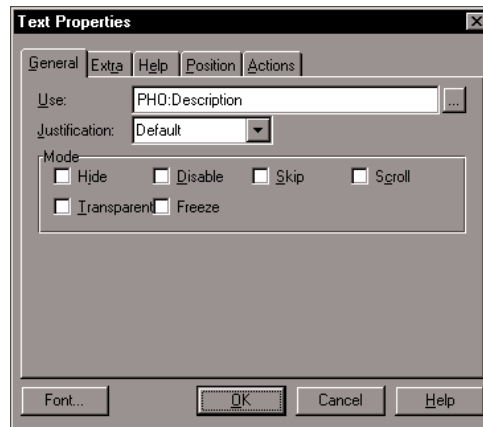 Text Properties
General Extra Help Position Actions
Use: PHO:Description ...
Justification: Default
Mode
Hide Disable Skip Scroll
Transparent Freeze
Font... OK Cancel Help